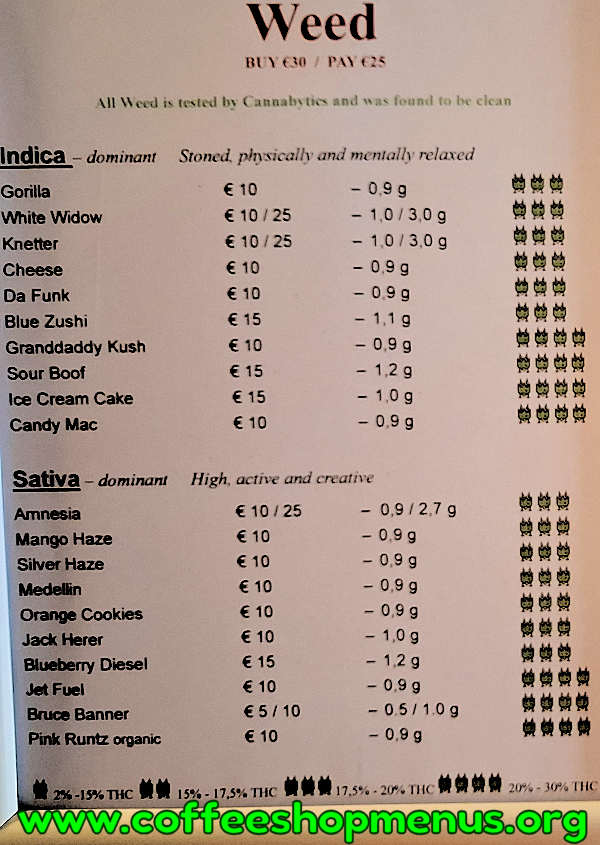 Weed
BUY €30 / PAY €25
All Weed is tested by Cannabytics and was found to be clean
Indica – dominant Stoned, physically and mentally relaxed
Gorilla € 10 – 0,9 g
White Widow € 10 / 25 – 1,0 / 3,0 g
Knetter € 10 / 25 – 1,0 / 3,0 g
Cheese € 10 – 0,9 g
Da Funk € 10 – 0,9 g
Blue Zushi € 15 – 1,1 g
Granddaddy Kush € 10 – 0,9 g
Sour Boof € 15 – 1,2 g
Ice Cream Cake € 15 – 1,0 g
Candy Mac € 10 – 0,9 g
Sativa – dominant High, active and creative
Amnesia € 10 / 25 – 0,9 / 2,7 g
Mango Haze € 10 – 0,9 g
Silver Haze € 10 – 0,9 g
Medellin € 10 – 0,9 g
Orange Cookies € 10 – 0,9 g
Jack Herer € 10 – 1,0 g
Blueberry Diesel € 15 – 1,2 g
Jet Fuel € 10 – 0,9 g
Bruce Banner € 5 / 10 – 0.5 / 1.0 g
Pink Runtz organic € 10 – 0,9 g
2% -15% THC 15% - 17,5% THC 17,5% - 20% THC 20% - 30% THC
www.coffeeshopmenus.org